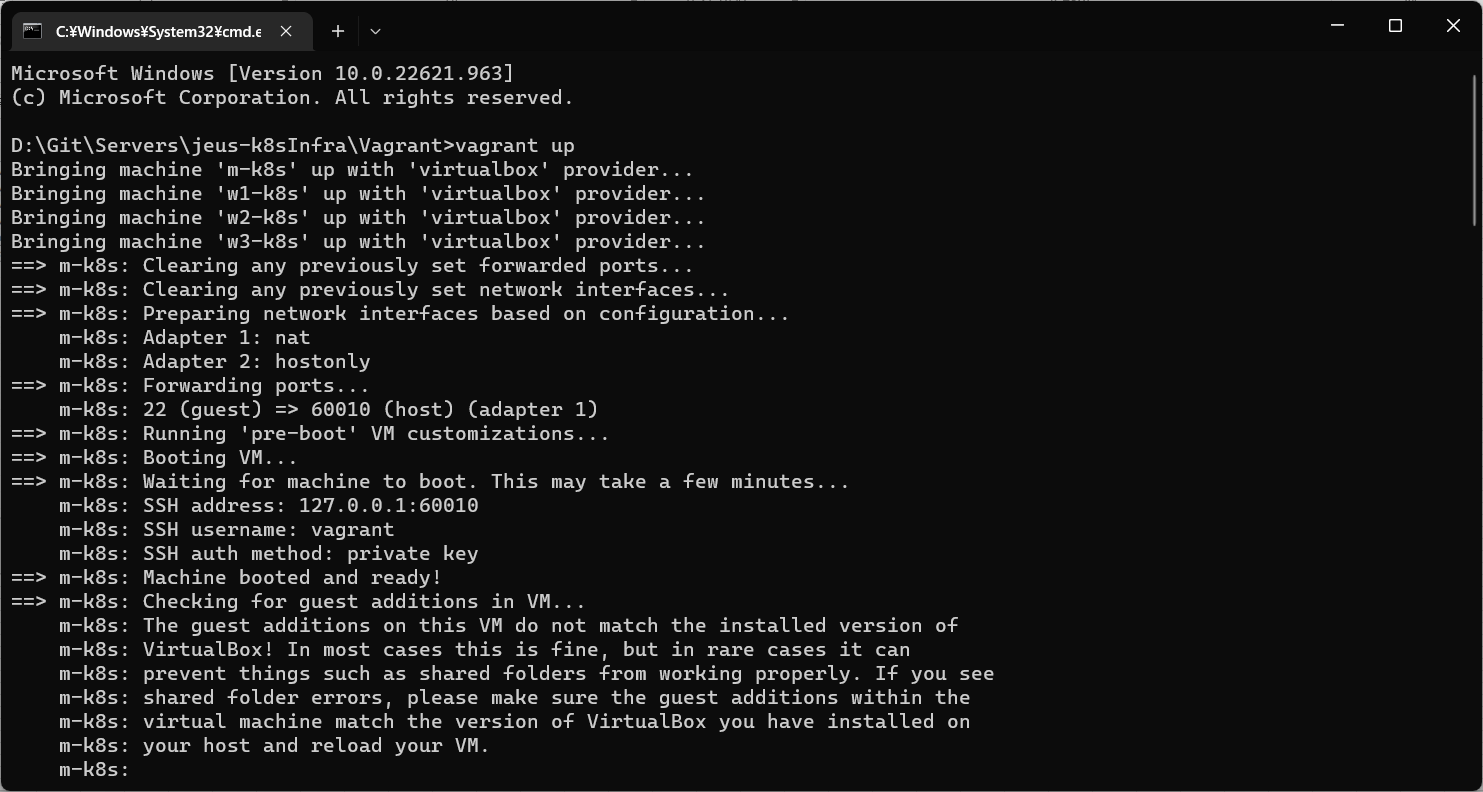 C:¥Windows¥System32¥cmd.e
Microsoft Windows [Version 10.0.22621.963]
(c) Microsoft Corporation. All rights reserved.
D:\Git\Servers\jeus-k8sInfra\Vagrant>vagrant up
Bringing machine 'm-k8s' up with 'virtualbox' provider...
Bringing machine 'w1-k8s' up with 'virtualbox' provider...
Bringing machine 'w2-k8s' up with 'virtualbox' provider...
Bringing machine 'w3-k8s' up with 'virtualbox' provider...
==> m-k8s: Clearing any previously set forwarded ports...
==> m-k8s: Clearing any previously set network interfaces...
==> m-k8s: Preparing network interfaces based on configuration...
    m-k8s: Adapter 1: nat
    m-k8s: Adapter 2: hostonly
==> m-k8s: Forwarding ports...
    m-k8s: 22 (guest) => 60010 (host) (adapter 1)
==> m-k8s: Running 'pre-boot' VM customizations...
==> m-k8s: Booting VM...
==> m-k8s: Waiting for machine to boot. This may take a few minutes...
    m-k8s: SSH address: 127.0.0.1:60010
    m-k8s: SSH username: vagrant
    m-k8s: SSH auth method: private key
==> m-k8s: Machine booted and ready!
==> m-k8s: Checking for guest additions in VM...
    m-k8s: The guest additions on this VM do not match the installed version of
    m-k8s: VirtualBox! In most cases this is fine, but in rare cases it can
    m-k8s: prevent things such as shared folders from working properly. If you see
    m-k8s: shared folder errors, please make sure the guest additions within the
    m-k8s: virtual machine match the version of VirtualBox you have installed on
    m-k8s: your host and reload your VM.
    m-k8s: